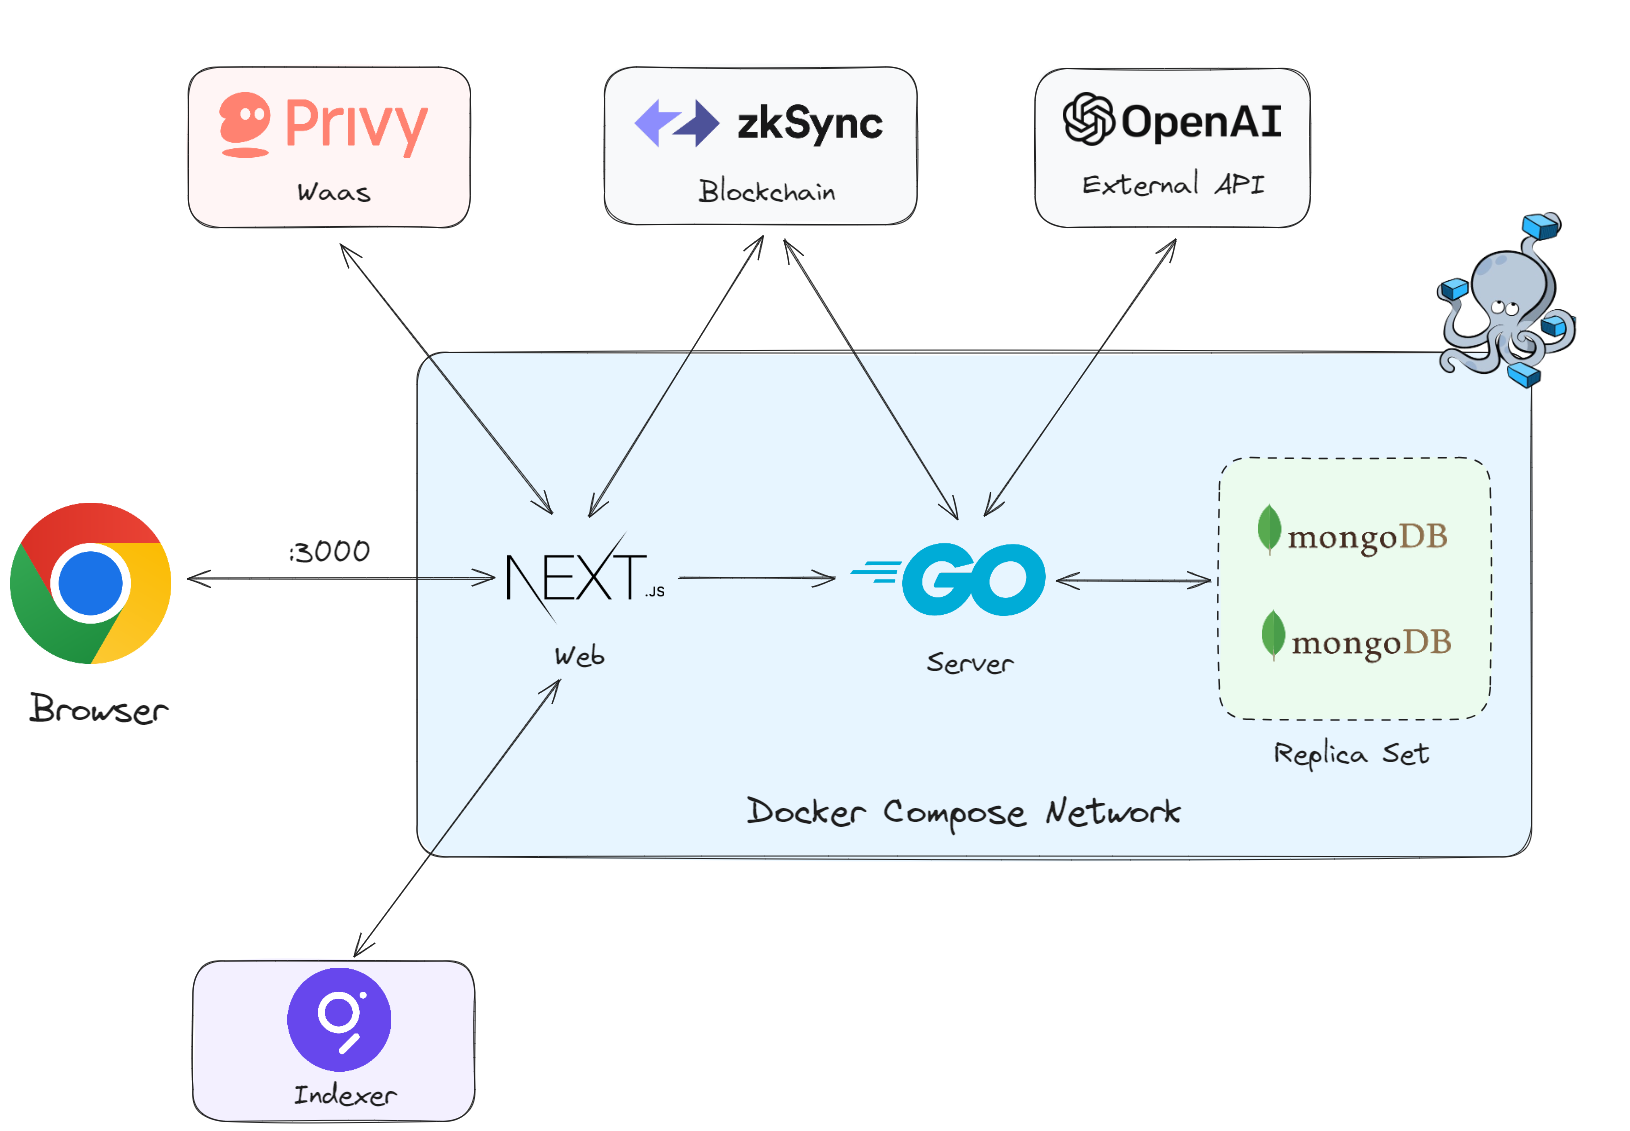 Privy
Waas
zkSync
Blockchain
OpenAI
External API
:3000
Browser
NEXT.JS
Web
GO
Server
mongoDB
mongoDB
Replica Set
Docker Compose Network
Indexer